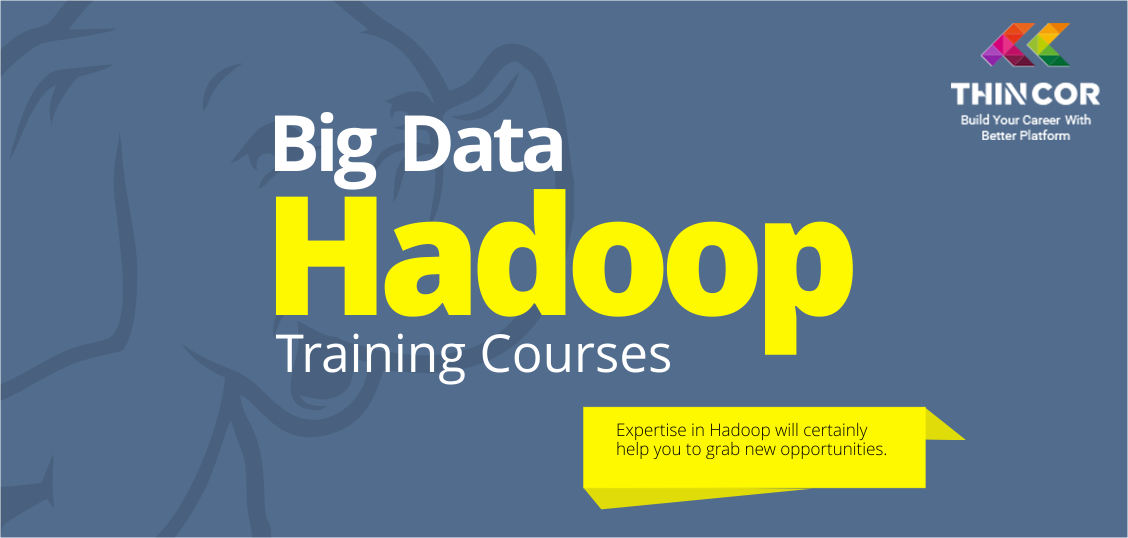 THINCOR
Build Your Career With
Better Platform
Big Data
Hadoop
Training Courses
Expertise in Hadoop will certainly
help you to grab new opportunities.